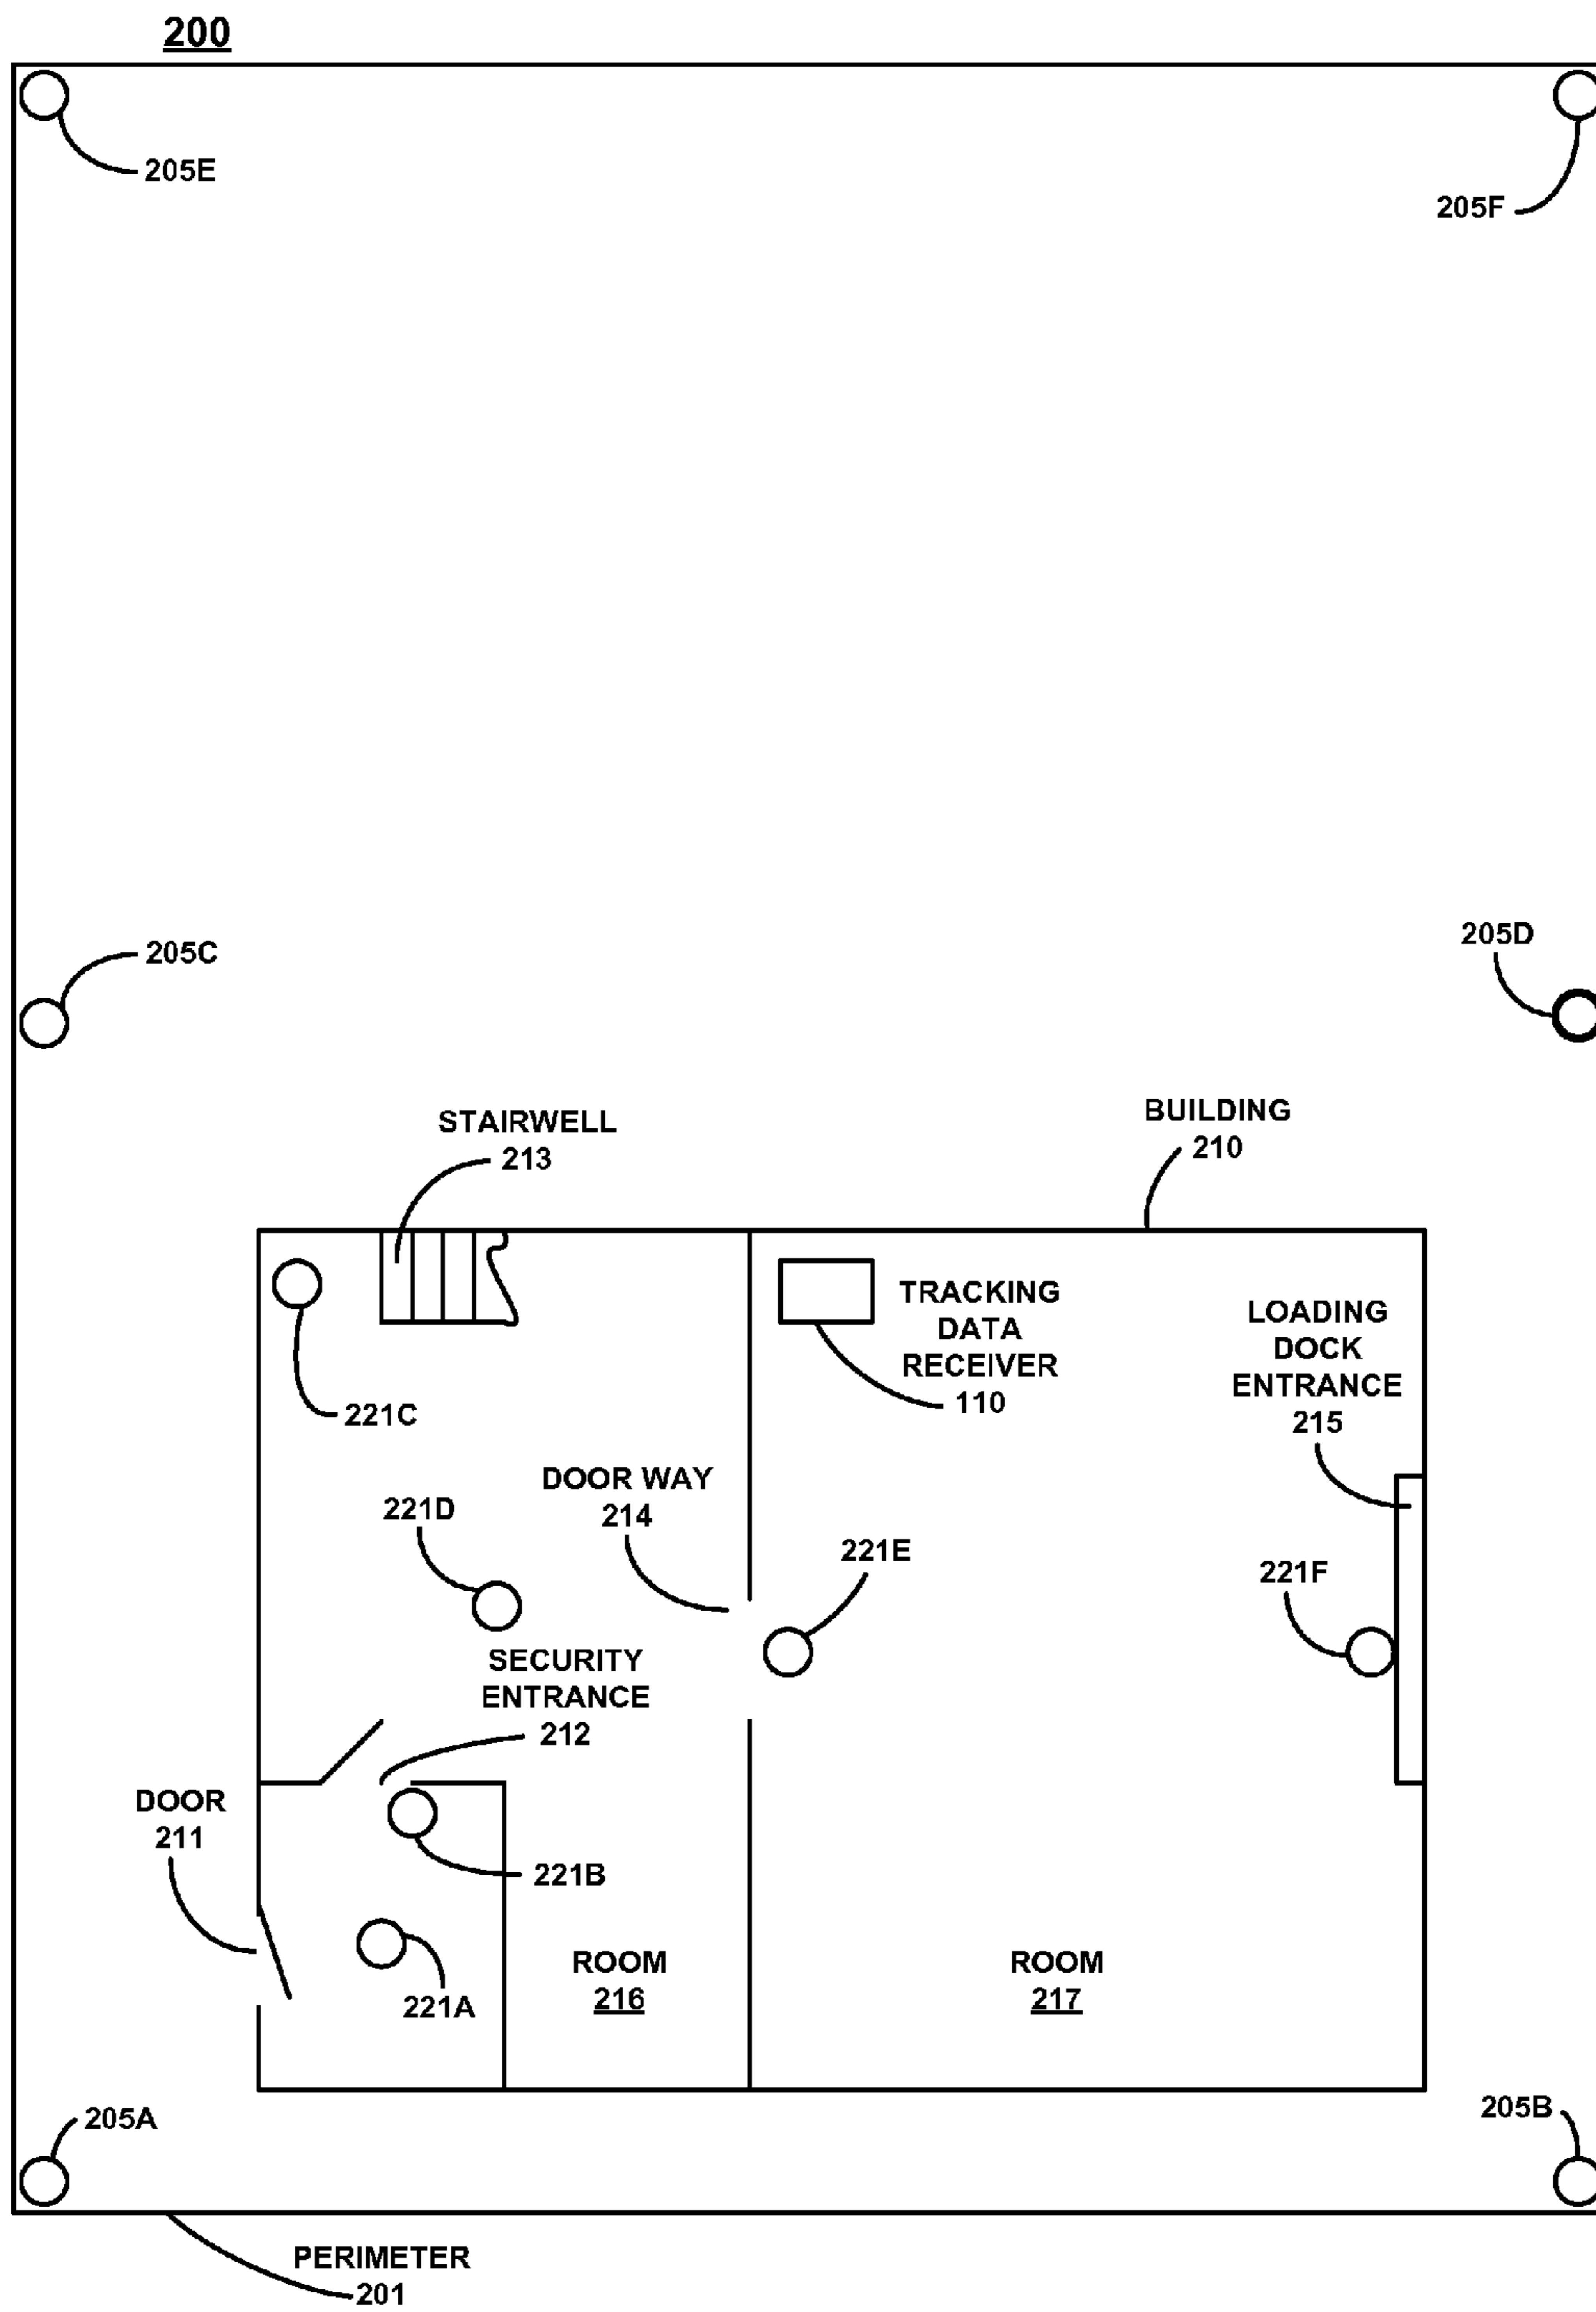 200
205E
205F
205C
205D
STAIRWELL
213
BUILDING
210
TRACKING
DATA
RECEIVER
110
LOADING
DOCK
ENTRANCE
215
221C
DOOR WAY
214
221D
221E
221F
SECURITY
ENTRANCE
212
DOOR
211
221B
221A
ROOM
216
ROOM
217
205A
205B
PERIMETER
201